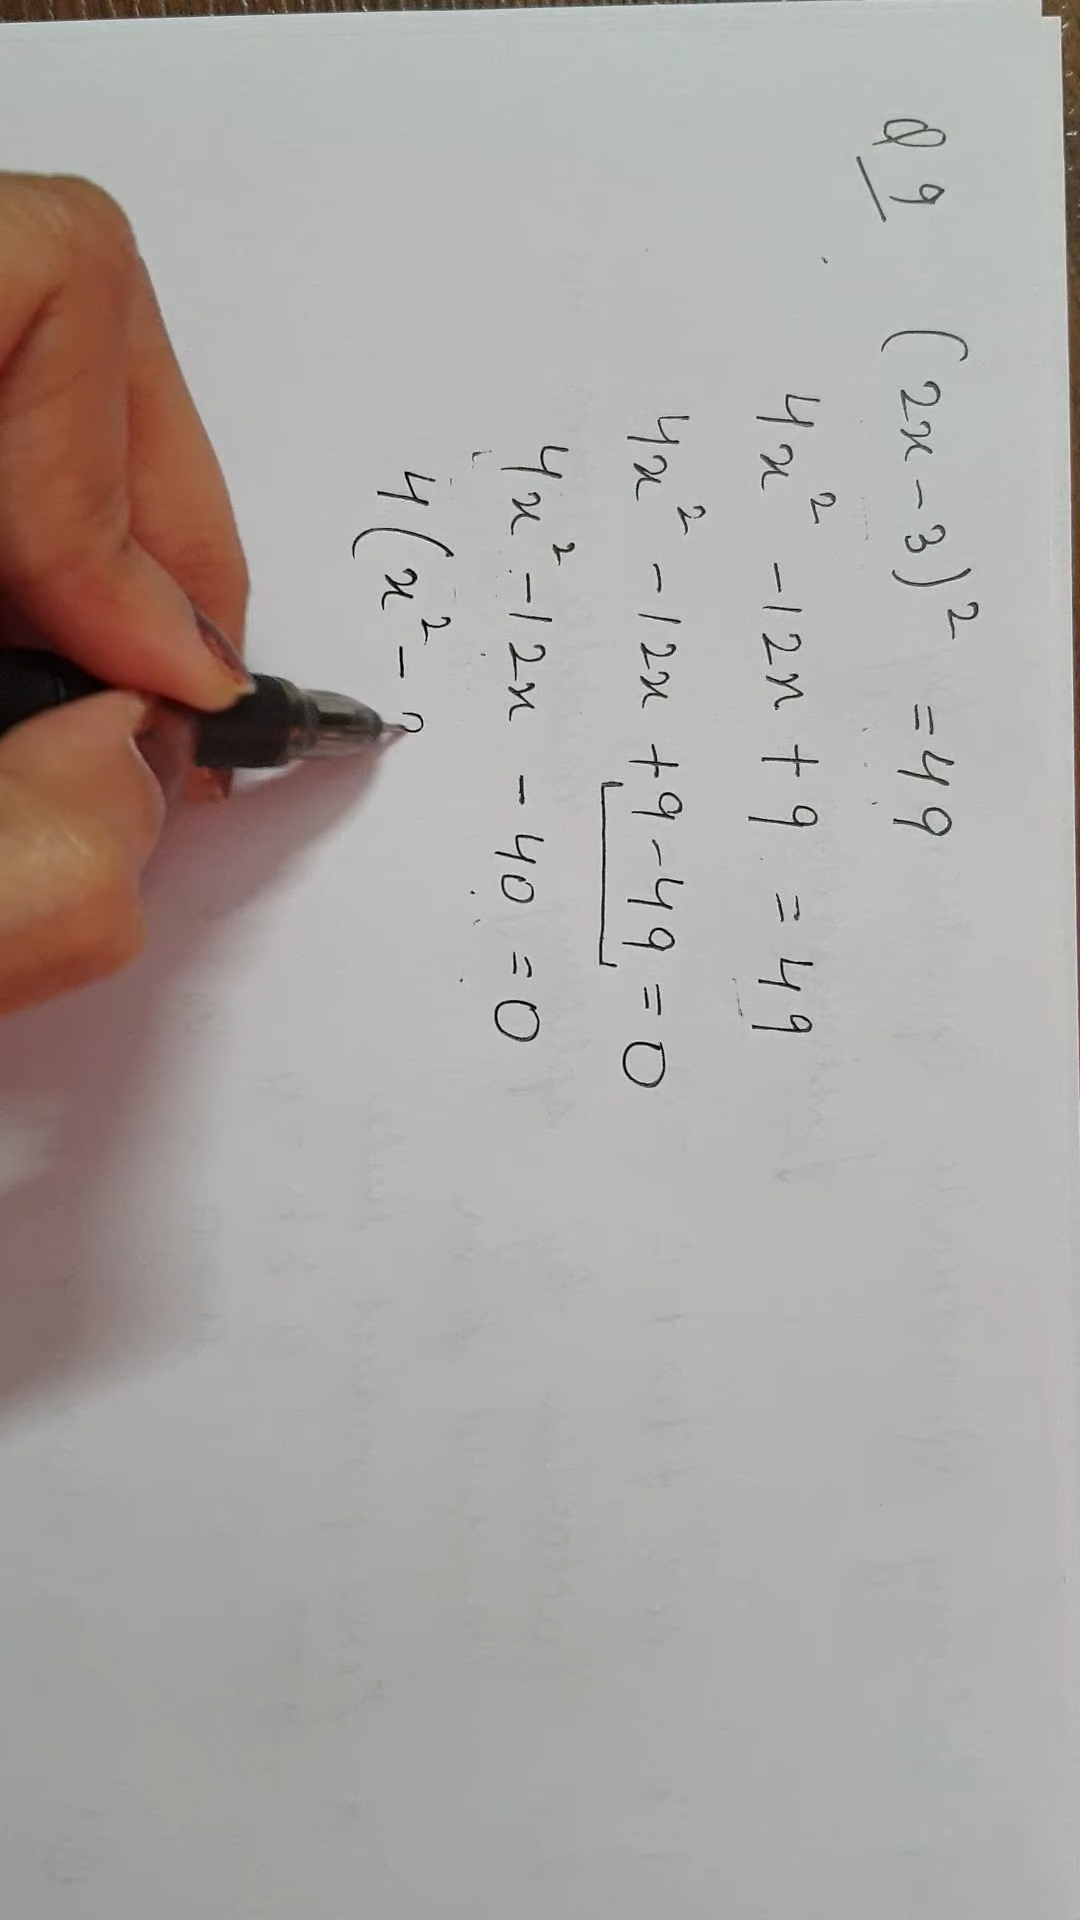 Q9 (2x-3)² = 49
4x² -12x + 9 = 49
4x² -12x +9-49 = 0
4x² -12x - 40 = 0
4(x² -